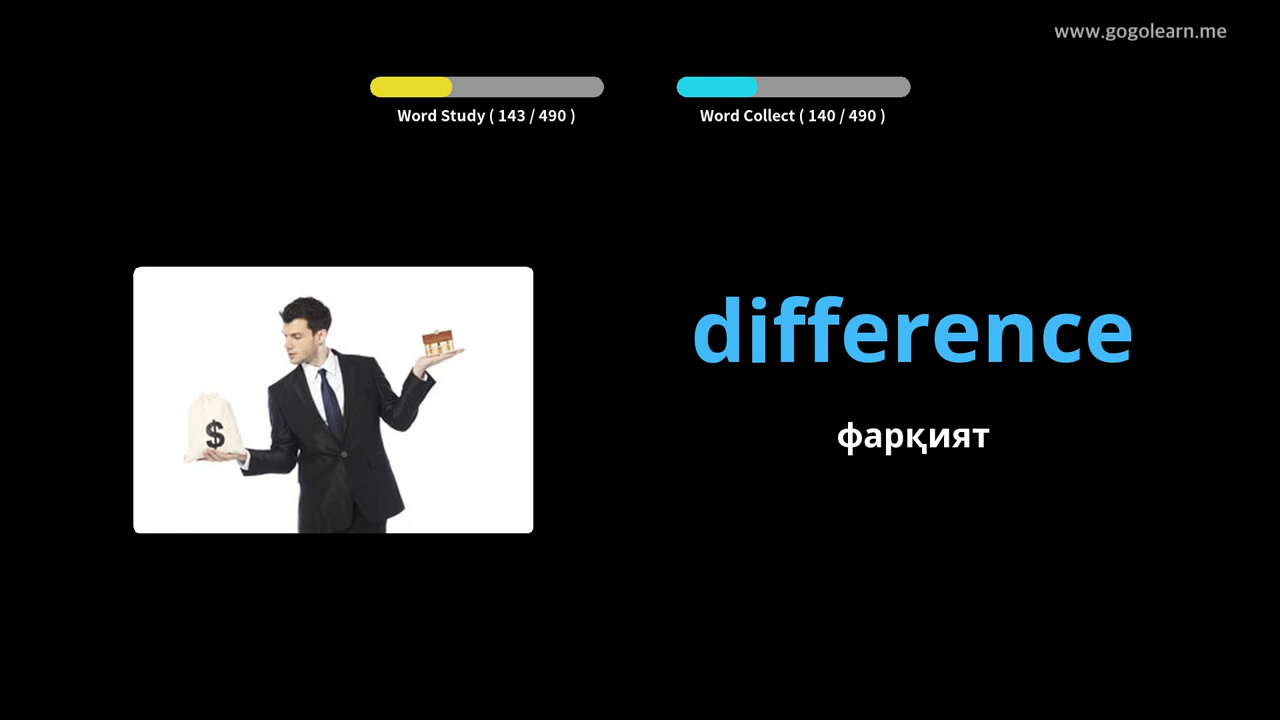 www.gogolearn.me
Word Study ( 143 / 490 )
Word Collect ( 140 / 490 )
$
difference
фарқият